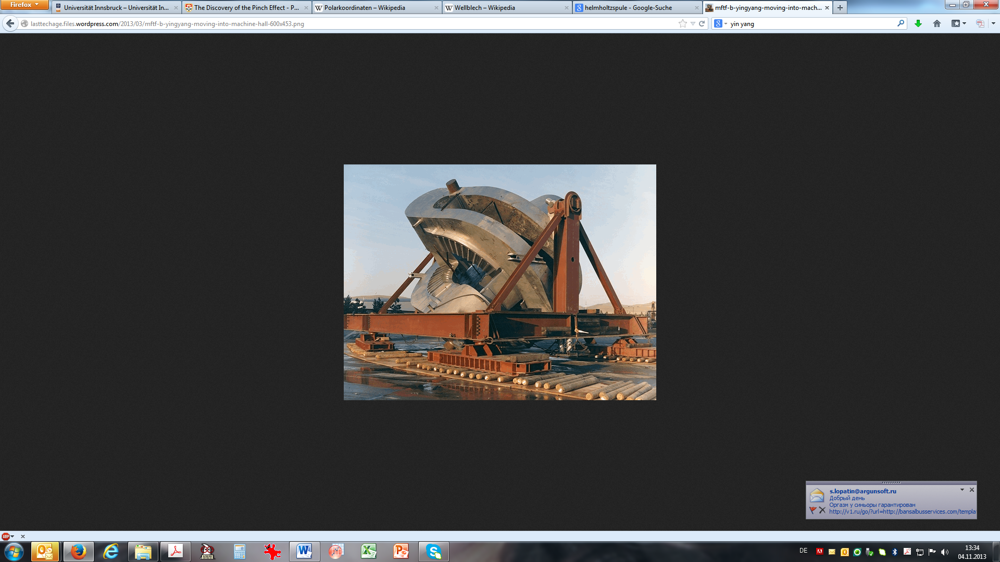 Firefox
Universität Innsbruck – Universität In...
The Discovery of the Pinch Effect - P...
Polarkoordinaten – Wikipedia
Wellblech – Wikipedia
helmholtzspule - Google-Suche
mftf-b-yingyang-moving-into-mach...
lasttechage.files.wordpress.com/2013/03/mftf-b-yingyang-moving-into-machine-hall-600x453.png
yin yang
s.lopatin@argunsoft.ru
Добрый день
Оргазм у синьоры гарантирован
http://v1.ru/go/?url=http://bansalbusservices.com/templa
ABP
DE
13:34
04.11.2013